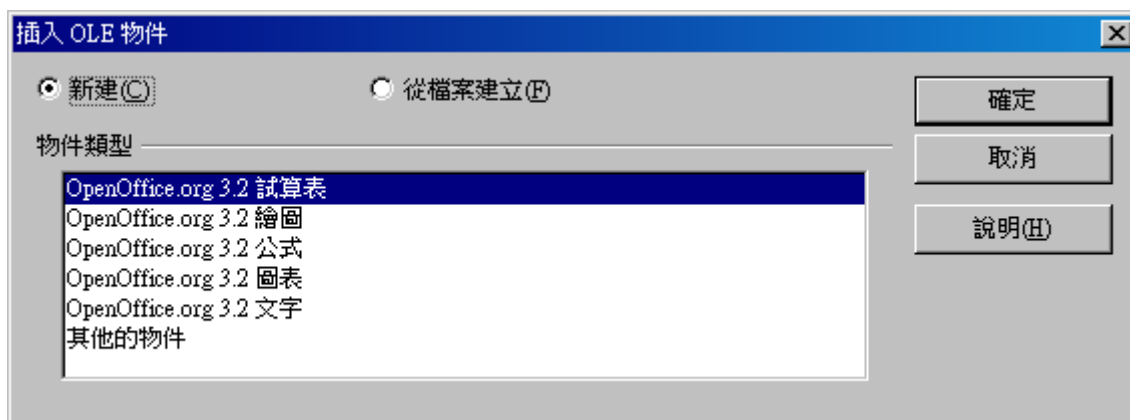 插入 OLE 物件
新建(C)
從檔案建立(F)
確定
物件類型
取消
OpenOffice.org 3.2 試算表
OpenOffice.org 3.2 繪圖
說明(H)
OpenOffice.org 3.2 公式
OpenOffice.org 3.2 圖表
OpenOffice.org 3.2 文字
其他的物件